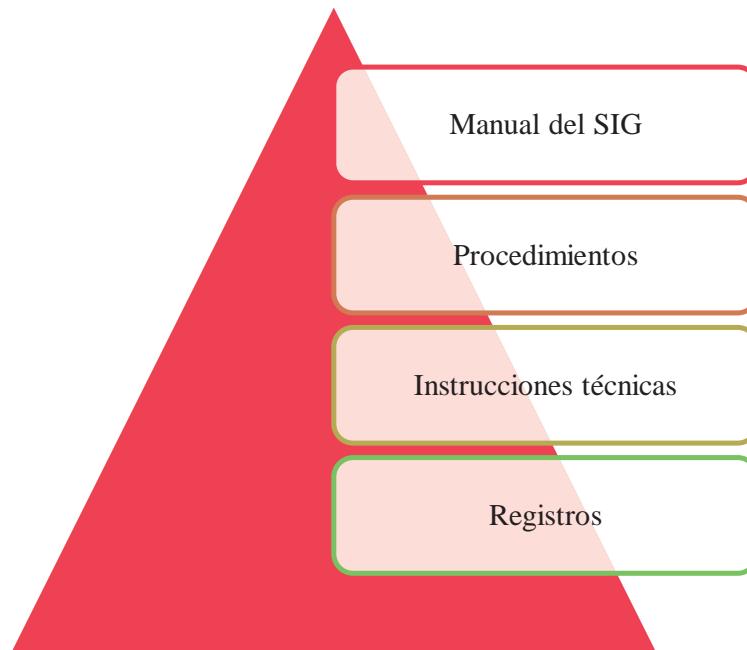 Manual del SIG
Procedimientos
Instrucciones técnicas
Registros